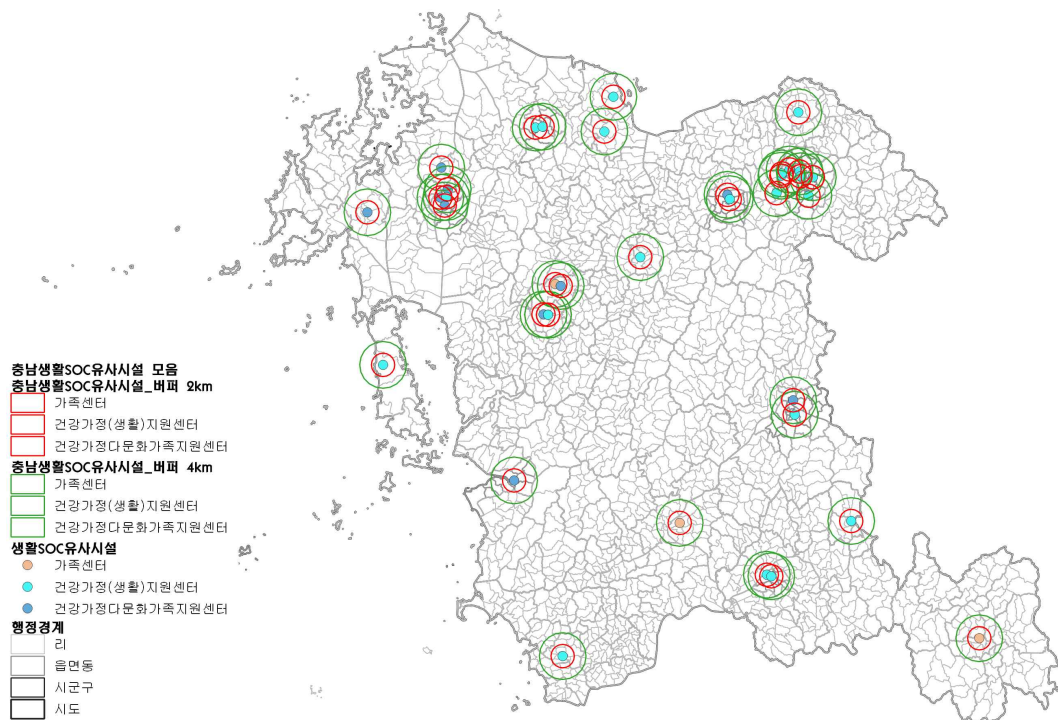 충남생활SOC유사시설 모음
충남생활SOC유사시설_버퍼 2km
가족센터
건강가정(생활)지원센터
건강가정다문화가족지원센터
충남생활SOC유사시설_버퍼 4km
가족센터
건강가정(생활)지원센터
건강가정다문화가족지원센터
생활SOC유사시설
가족센터
건강가정(생활)지원센터
건강가정다문화가족지원센터
행정경계
리
읍면동
시군구
시도